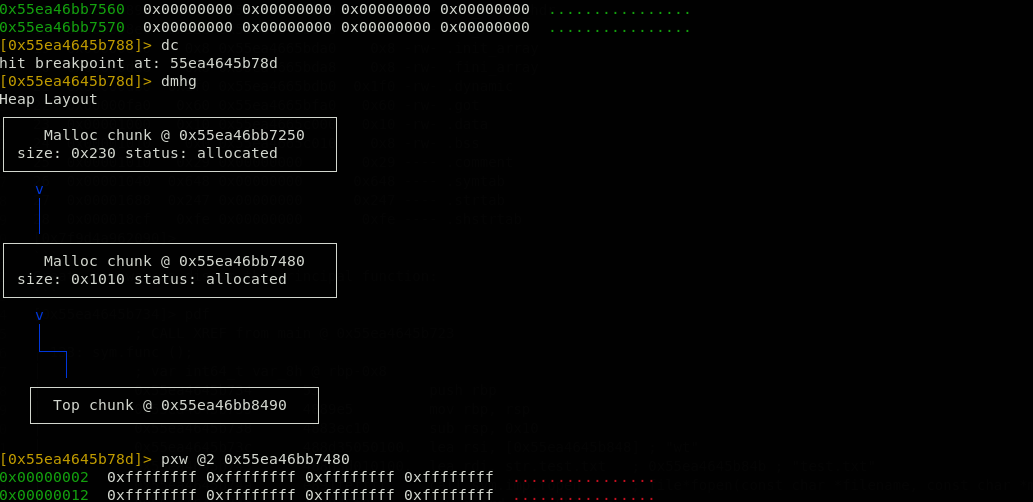 0x55ea46bb7560  0x00000000 0x00000000 0x00000000 0x00000000  ................
0x55ea46bb7570  0x00000000 0x00000000 0x00000000 0x00000000  ................
[0x55ea4645b788]> dc
hit breakpoint at: 55ea4645b78d
[0x55ea4645b78d]> dmhg
Heap Layout
Malloc chunk @ 0x55ea46bb7250
size: 0x230 status: allocated
v
Malloc chunk @ 0x55ea46bb7480
size: 0x1010 status: allocated
v
Top chunk @ 0x55ea46bb8490
[0x55ea4645b78d]> pxw @2 0x55ea46bb7480
0x00000002  0xffffffff 0xffffffff 0xffffffff 0xffffffff  ................
0x00000012  0xffffffff 0xffffffff 0xffffffff 0xffffffff  ................